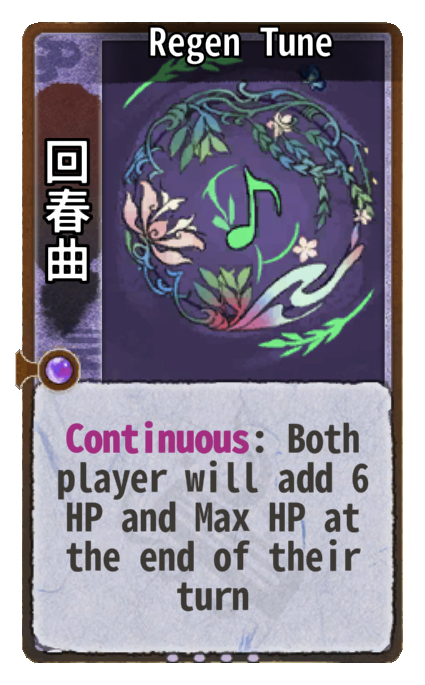 Regen Tune
回春曲
Continuous: Both
player will add 6
HP and Max HP at
the end of their
turn